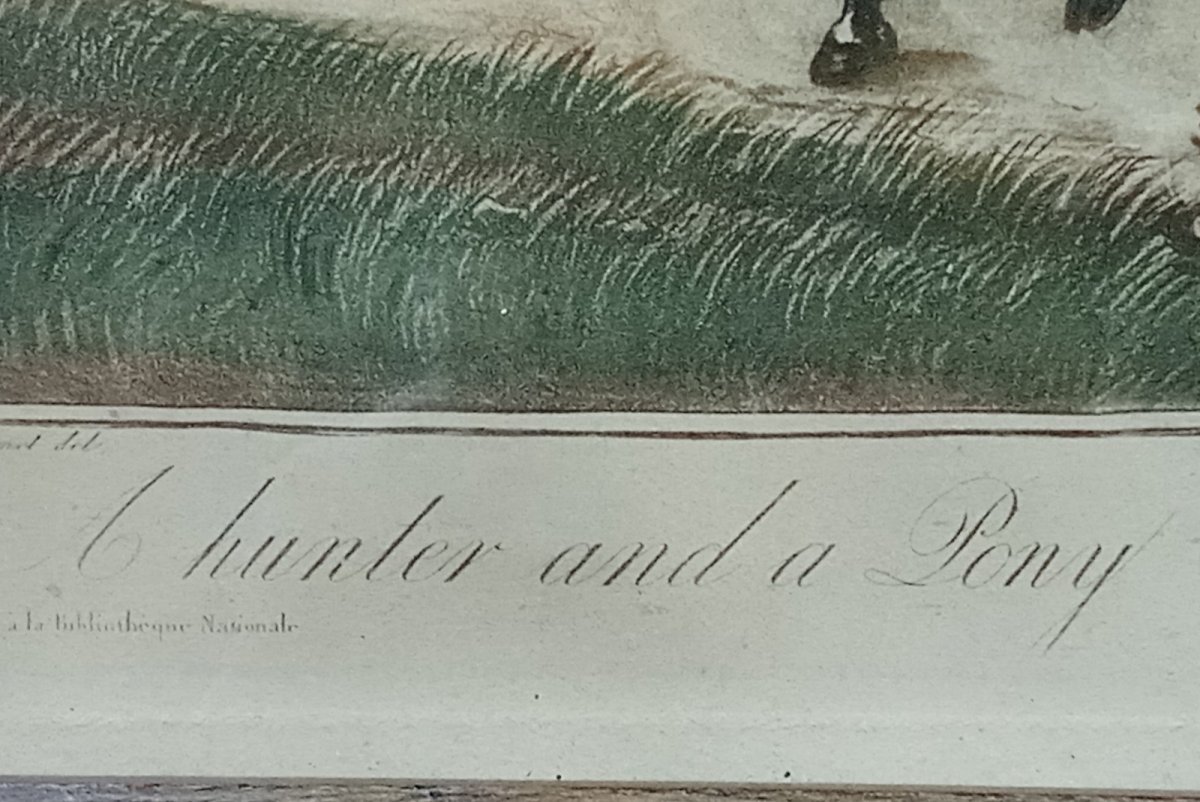 del.
A hunter and a Pony
à la Bibliothèque Nationale